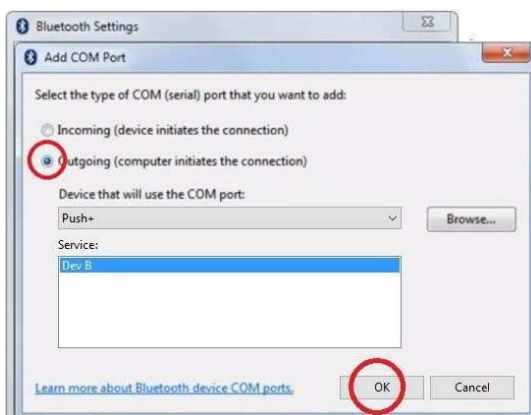 Bluetooth Settings
Add COM Port
Select the type of COM (serial) port that you want to add:
Incoming (device initiates the connection)
Outgoing (computer initiates the connection)
Device that will use the COM port:
Push+
Browse...
Service:
Dev B
Learn more about Bluetooth device COM ports.
OK
Cancel